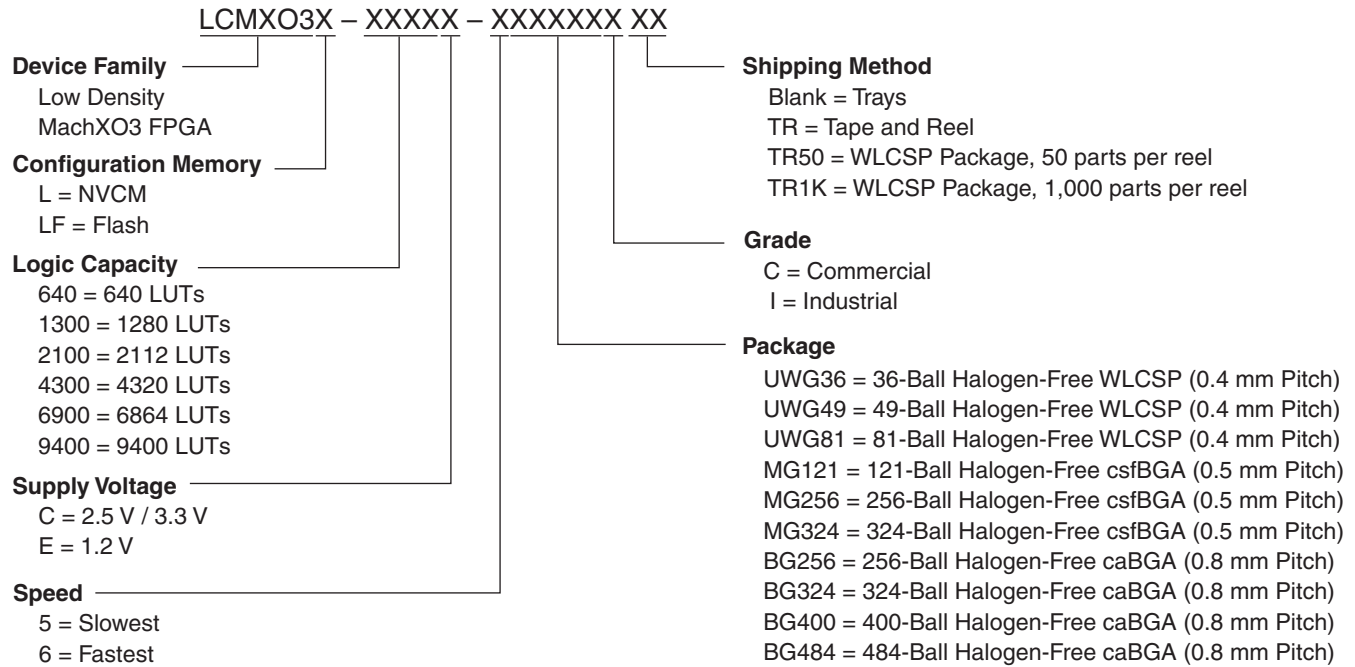 LCMXO3X – XXXXX – XXXXXXX XX
Device Family
Low Density
MachXO3 FPGA
Configuration Memory
L = NVCM
LF = Flash
Logic Capacity
640 = 640 LUTs
1300 = 1280 LUTs
2100 = 2112 LUTs
4300 = 4320 LUTs
6900 = 6864 LUTs
9400 = 9400 LUTs
Supply Voltage
C = 2.5 V / 3.3 V
E = 1.2 V
Speed
5 = Slowest
6 = Fastest
Shipping Method
Blank = Trays
TR = Tape and Reel
TR50 = WLCSP Package, 50 parts per reel
TR1K = WLCSP Package, 1,000 parts per reel
Grade
C = Commercial
I = Industrial
Package
UWG36 = 36-Ball Halogen-Free WLCSP (0.4 mm Pitch)
UWG49 = 49-Ball Halogen-Free WLCSP (0.4 mm Pitch)
UWG81 = 81-Ball Halogen-Free WLCSP (0.4 mm Pitch)
MG121 = 121-Ball Halogen-Free csfBGA (0.5 mm Pitch)
MG256 = 256-Ball Halogen-Free csfBGA (0.5 mm Pitch)
MG324 = 324-Ball Halogen-Free csfBGA (0.5 mm Pitch)
BG256 = 256-Ball Halogen-Free caBGA (0.8 mm Pitch)
BG324 = 324-Ball Halogen-Free caBGA (0.8 mm Pitch)
BG400 = 400-Ball Halogen-Free caBGA (0.8 mm Pitch)
BG484 = 484-Ball Halogen-Free caBGA (0.8 mm Pitch)